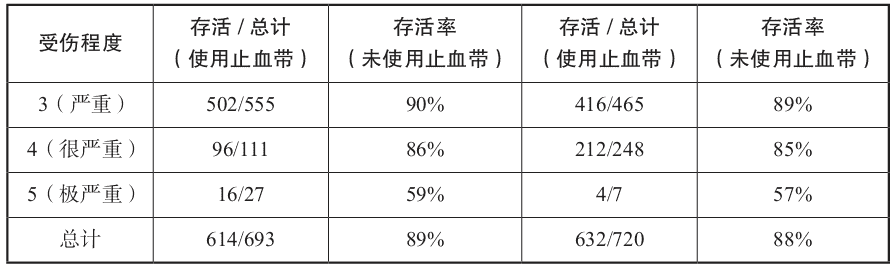 受伤程度 存活/总计（使用止血带） 存活率（未使用止血带） 存活/总计（使用止血带） 存活率（未使用止血带）
3（严重） 502/555 90% 416/465 89%
4（很严重） 96/111 86% 212/248 85%
5（极严重） 16/27 59% 4/7 57%
总计 614/693 89% 632/720 88%